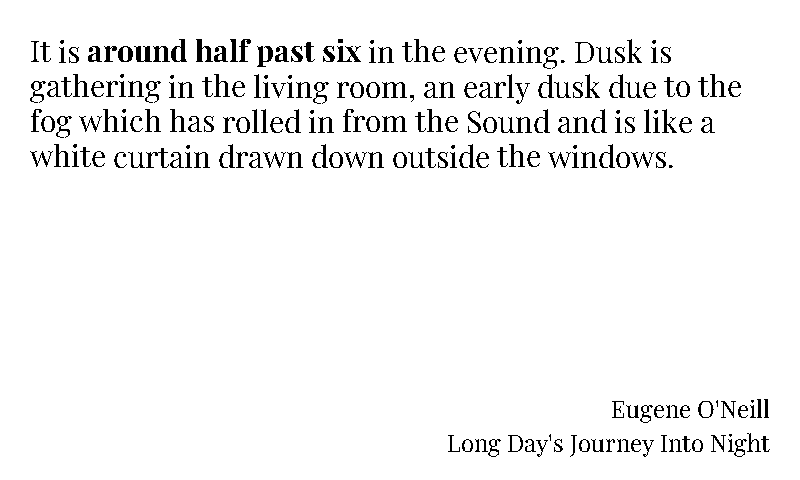 It is around half past six in the evening. Dusk is
gathering in the living room, an early dusk due to the
fog which has rolled in from the Sound and is like a
white curtain drawn down outside the windows.
Eugene O'Neill
Long Day's Journey Into Night